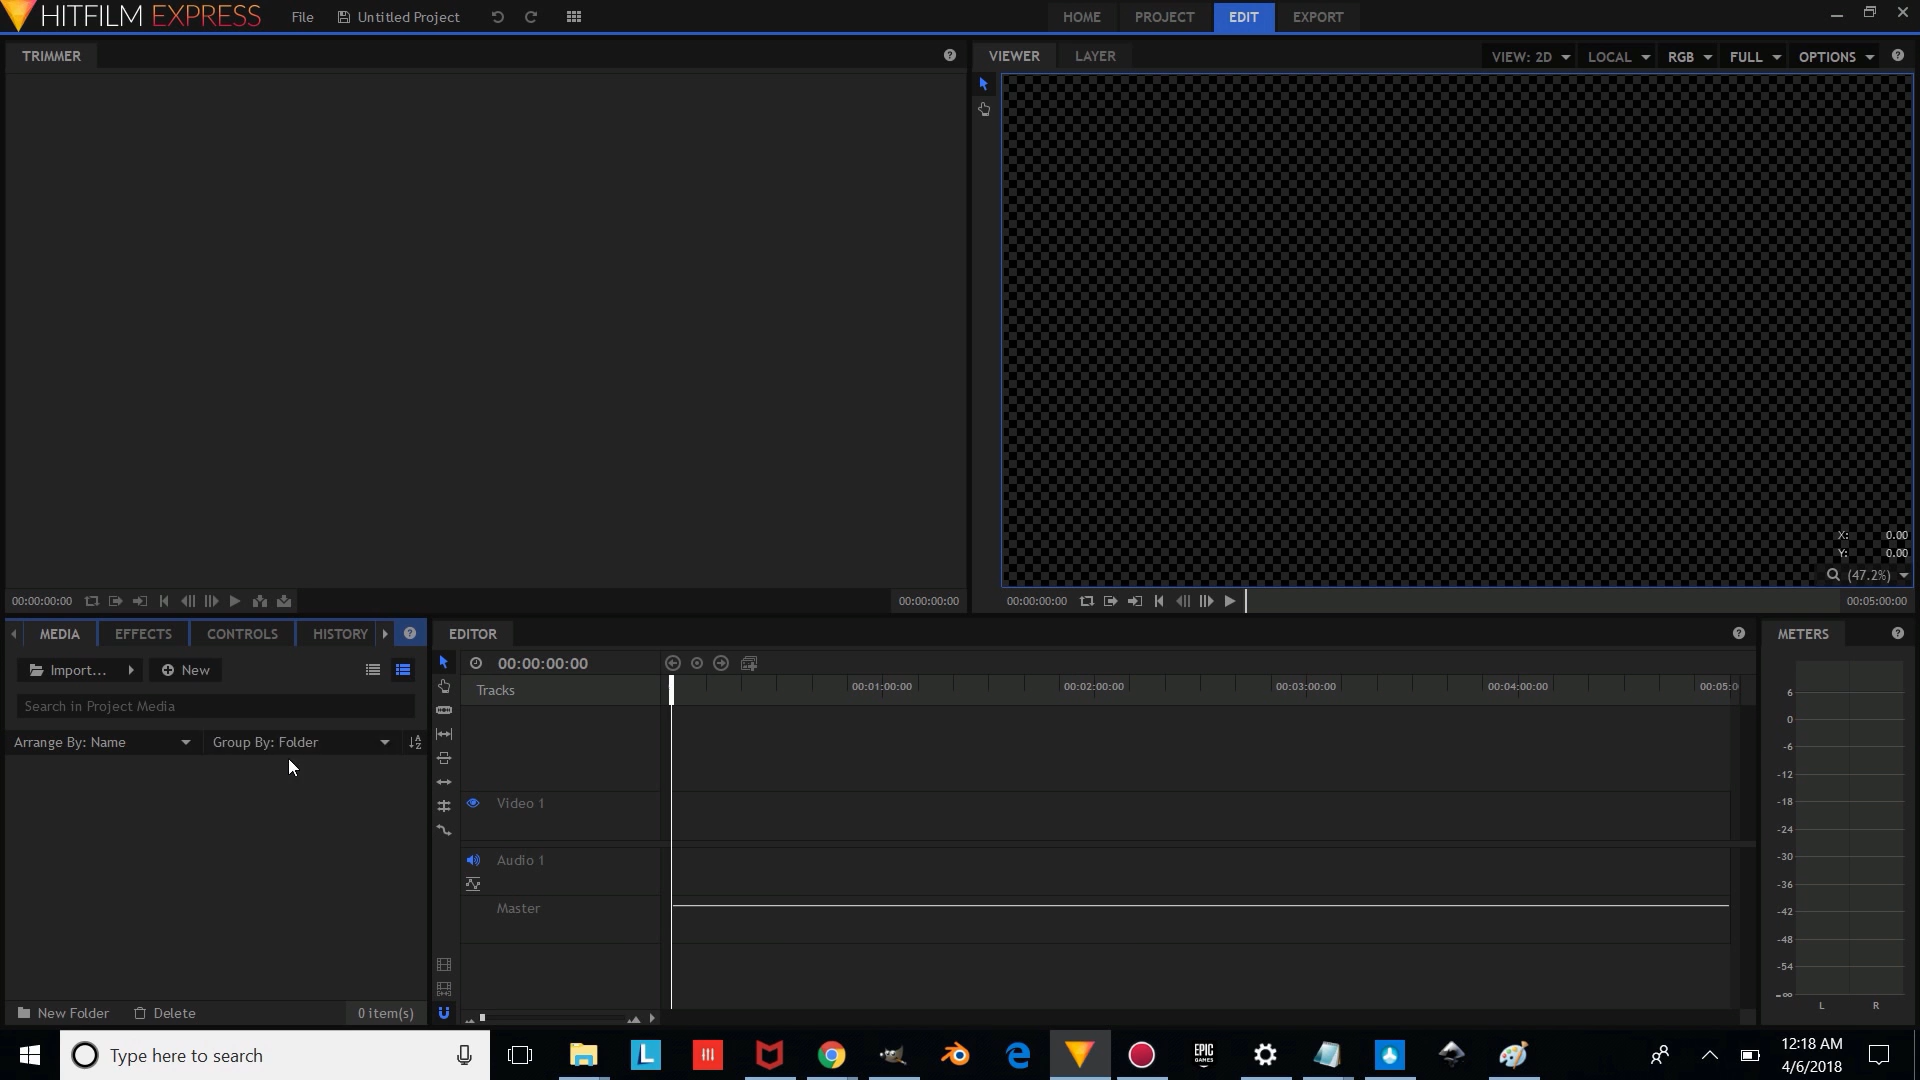 HITFILM EXPRESS
File
Untitled Project
HOME
PROJECT
EDIT
EXPORT
TRIMMER
VIEWER
LAYER
VIEW: 2D
LOCAL
RGB
FULL
OPTIONS
X: 0.00
Y: 0.00
(47.2%)
00:00:00:00
00:00:00:00
00:00:00:00
00:05:00:00
MEDIA
EFFECTS
CONTROLS
HISTORY
Import...
New
Search in Project Media
Arrange By: Name
Group By: Folder
New Folder
Delete
0 item(s)
EDITOR
00:00:00:00
Tracks
00:01:00:00
00:02:00:00
00:03:00:00
00:04:00:00
00:05:0
Video 1
Audio 1
Master
METERS
6
0
-6
-12
-18
-24
-30
-36
-42
-48
-54
-∞
L
R
Type here to search
L
EPIC
GAMES
12:18 AM
4/6/2018